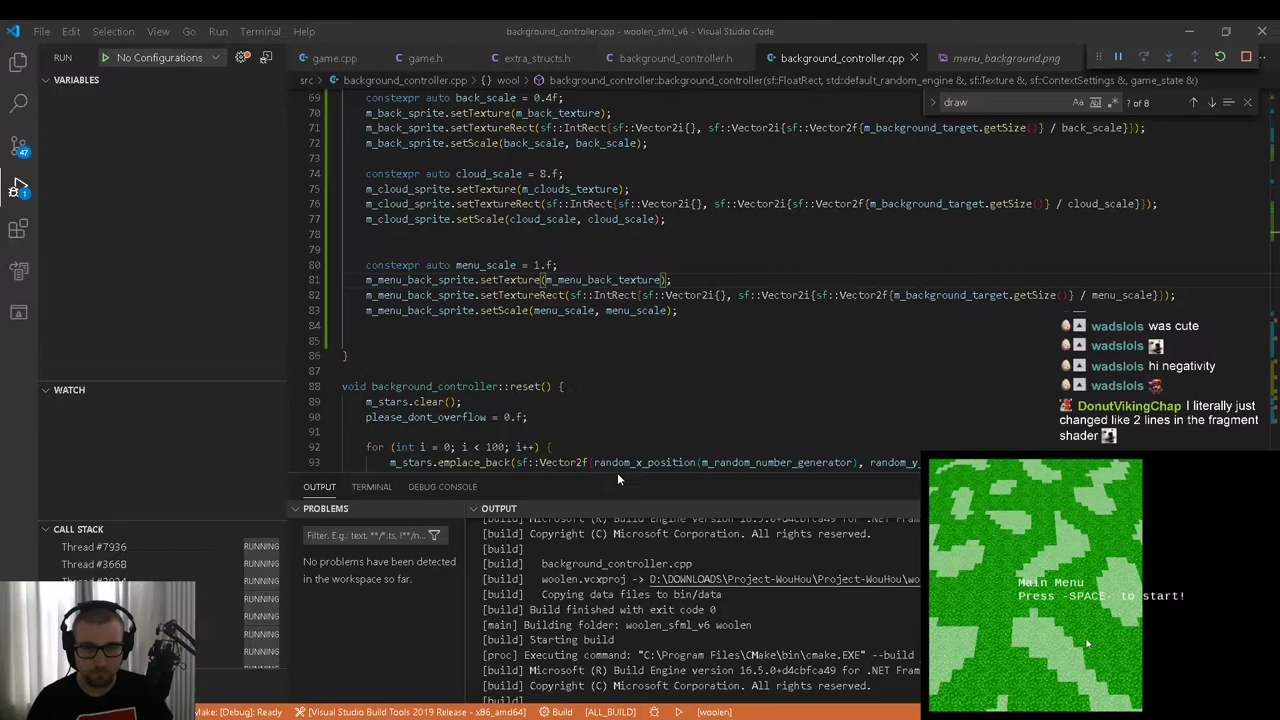 File Edit Selection View Go Run Terminal Help
background_controller.cpp - woolen_sfml_v6 - Visual Studio Code
RUN No Configurations
game.cpp game.h extra_structs.h background_controller.h background_controller.cpp menu_background.png
src > background_controller.cpp > {} wool > background_controller::background_controller(sf::FloatRect, std::default_random_engine &, sf::Texture &, sf::ContextSettings &, game_state &)
draw Aa ? of 8
VARIABLES
WATCH
CALL STACK
Thread #7936 RUNNING
Thread #3668 RUNNING
RUNNING
RUNNING
RUNNING
RUNNING
RUNNING
RUNNING
RUNNING
69 constexpr auto back_scale = 0.4f;
70 m_back_sprite.setTexture(m_back_texture);
71 m_back_sprite.setTextureRect(sf::IntRect{sf::Vector2i{}, sf::Vector2i{sf::Vector2f{m_background_target.getSize()} / back_scale}});
72 m_back_sprite.setScale(back_scale, back_scale);
73
74 constexpr auto cloud_scale = 8.f;
75 m_cloud_sprite.setTexture(m_clouds_texture);
76 m_cloud_sprite.setTextureRect(sf::IntRect{sf::Vector2i{}, sf::Vector2i{sf::Vector2f{m_background_target.getSize()} / cloud_scale}});
77 m_cloud_sprite.setScale(cloud_scale, cloud_scale);
78
79
80 constexpr auto menu_scale = 1.f;
81 m_menu_back_sprite.setTexture(m_menu_back_texture);
82 m_menu_back_sprite.setTextureRect(sf::IntRect{sf::Vector2i{}, sf::Vector2i{sf::Vector2f{m_background_target.getSize()} / menu_scale}});
83 m_menu_back_sprite.setScale(menu_scale, menu_scale);
84
85
86 }
87
88 void background_controller::reset() {
89 m_stars.clear();
90 please_dont_overflow = 0.f;
91
92 for (int i = 0; i < 100; i++) {
93 m_stars.emplace_back(sf::Vector2f(random_x_position(m_random_number_generator), random_y_
OUTPUT TERMINAL DEBUG CONSOLE
PROBLEMS
Filter. E.g.: text, **/*.ts, !**/n...
No problems have been detected in the workspace so far.
OUTPUT
[build] Microsoft (R) Build Engine version 16.5.0+d4cbfca49 for .NET Fram
[build] Copyright (C) Microsoft Corporation. All rights reserved.
[build]
[build] background_controller.cpp
[build] woolen.vcxproj -> D:\DOWNLOADS\Project-WouHou\Project-WouHou\woo
[build] Copying data files to bin/data
[build] Build finished with exit code 0
[main] Building folder: woolen_sfml_v6 woolen
[build] Starting build
[proc] Executing command: "C:\Program Files\CMake\bin\cmake.EXE" --build
[build] Microsoft (R) Build Engine version 16.5.0+d4cbfca49 for .NET Fram
[build] Copyright (C) Microsoft Corporation. All rights reserved.
[build]
wadslols was cute
wadslols
wadslols hi negativity
wadslols
DonutVikingChap I literally just
changed like 2 lines in the fragment
shader
Main Menu
Press -SPACE- to start!
47
1
Make: [Debug]: Ready [Visual Studio Build Tools 2019 Release - x86_amd64] Build [ALL_BUILD] [woolen]